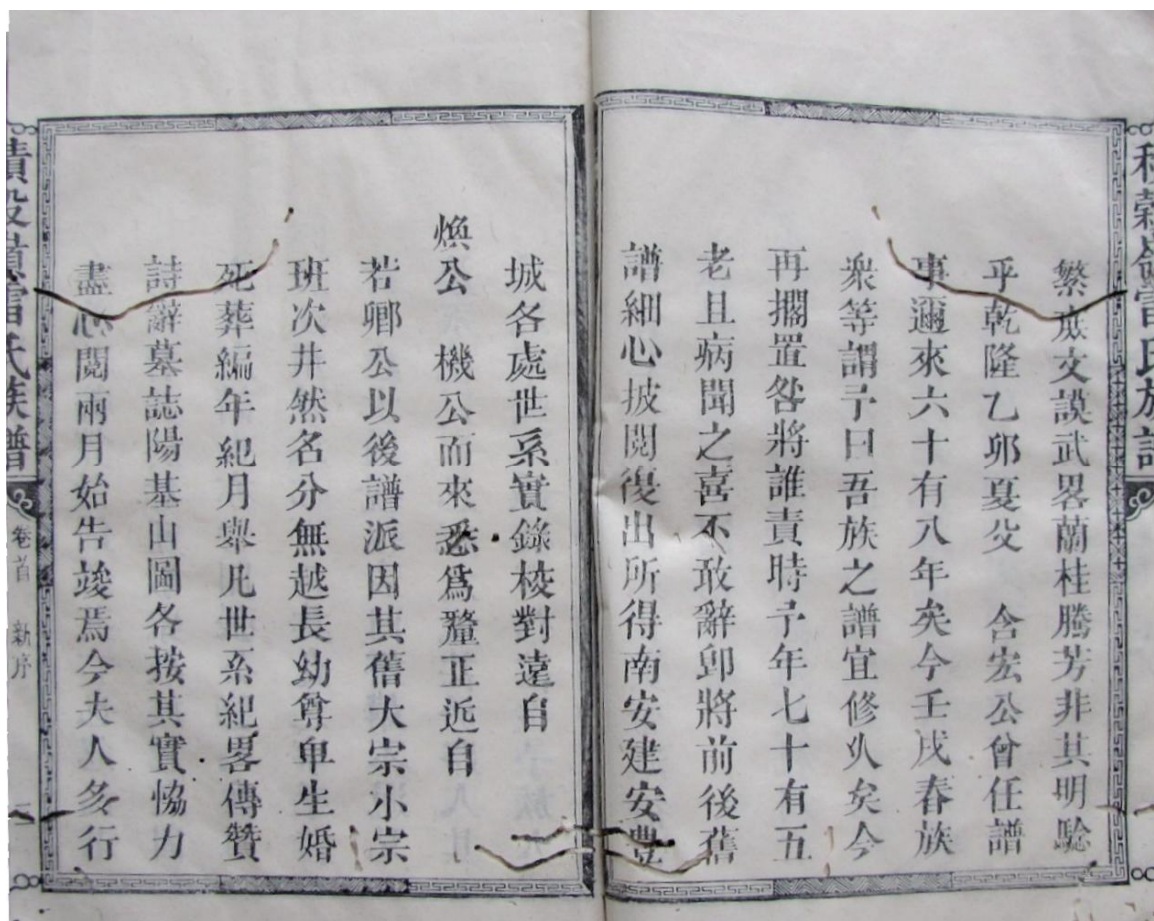 繁蔗文謨武畧蘭桂騰芳非其明驗
乎乾隆乙夘夏父 含宏公曾任譜
事邇來六十有八年矣今壬戌春族
衆等謂予曰吾族之譜宜修久矣今
再擱置咎將誰責時予年七十有五
老且病聞之喜不敢辭卽將前後舊
譜細心披閱復出所得南安建安豊
城各處世系實錄校對遠自
煥公 機公而來悉爲釐正近自
若卿公以後譜派因其舊大宗小宗
班次井然名分無越長幼尊卑生婚
死葬編年紀月舉凡世系紀畧傳贊
詩辭墓誌陽基山圖各按其實恊力
盡心閱兩月始告竣焉今夫人多行
氏族譜
卷首 新序